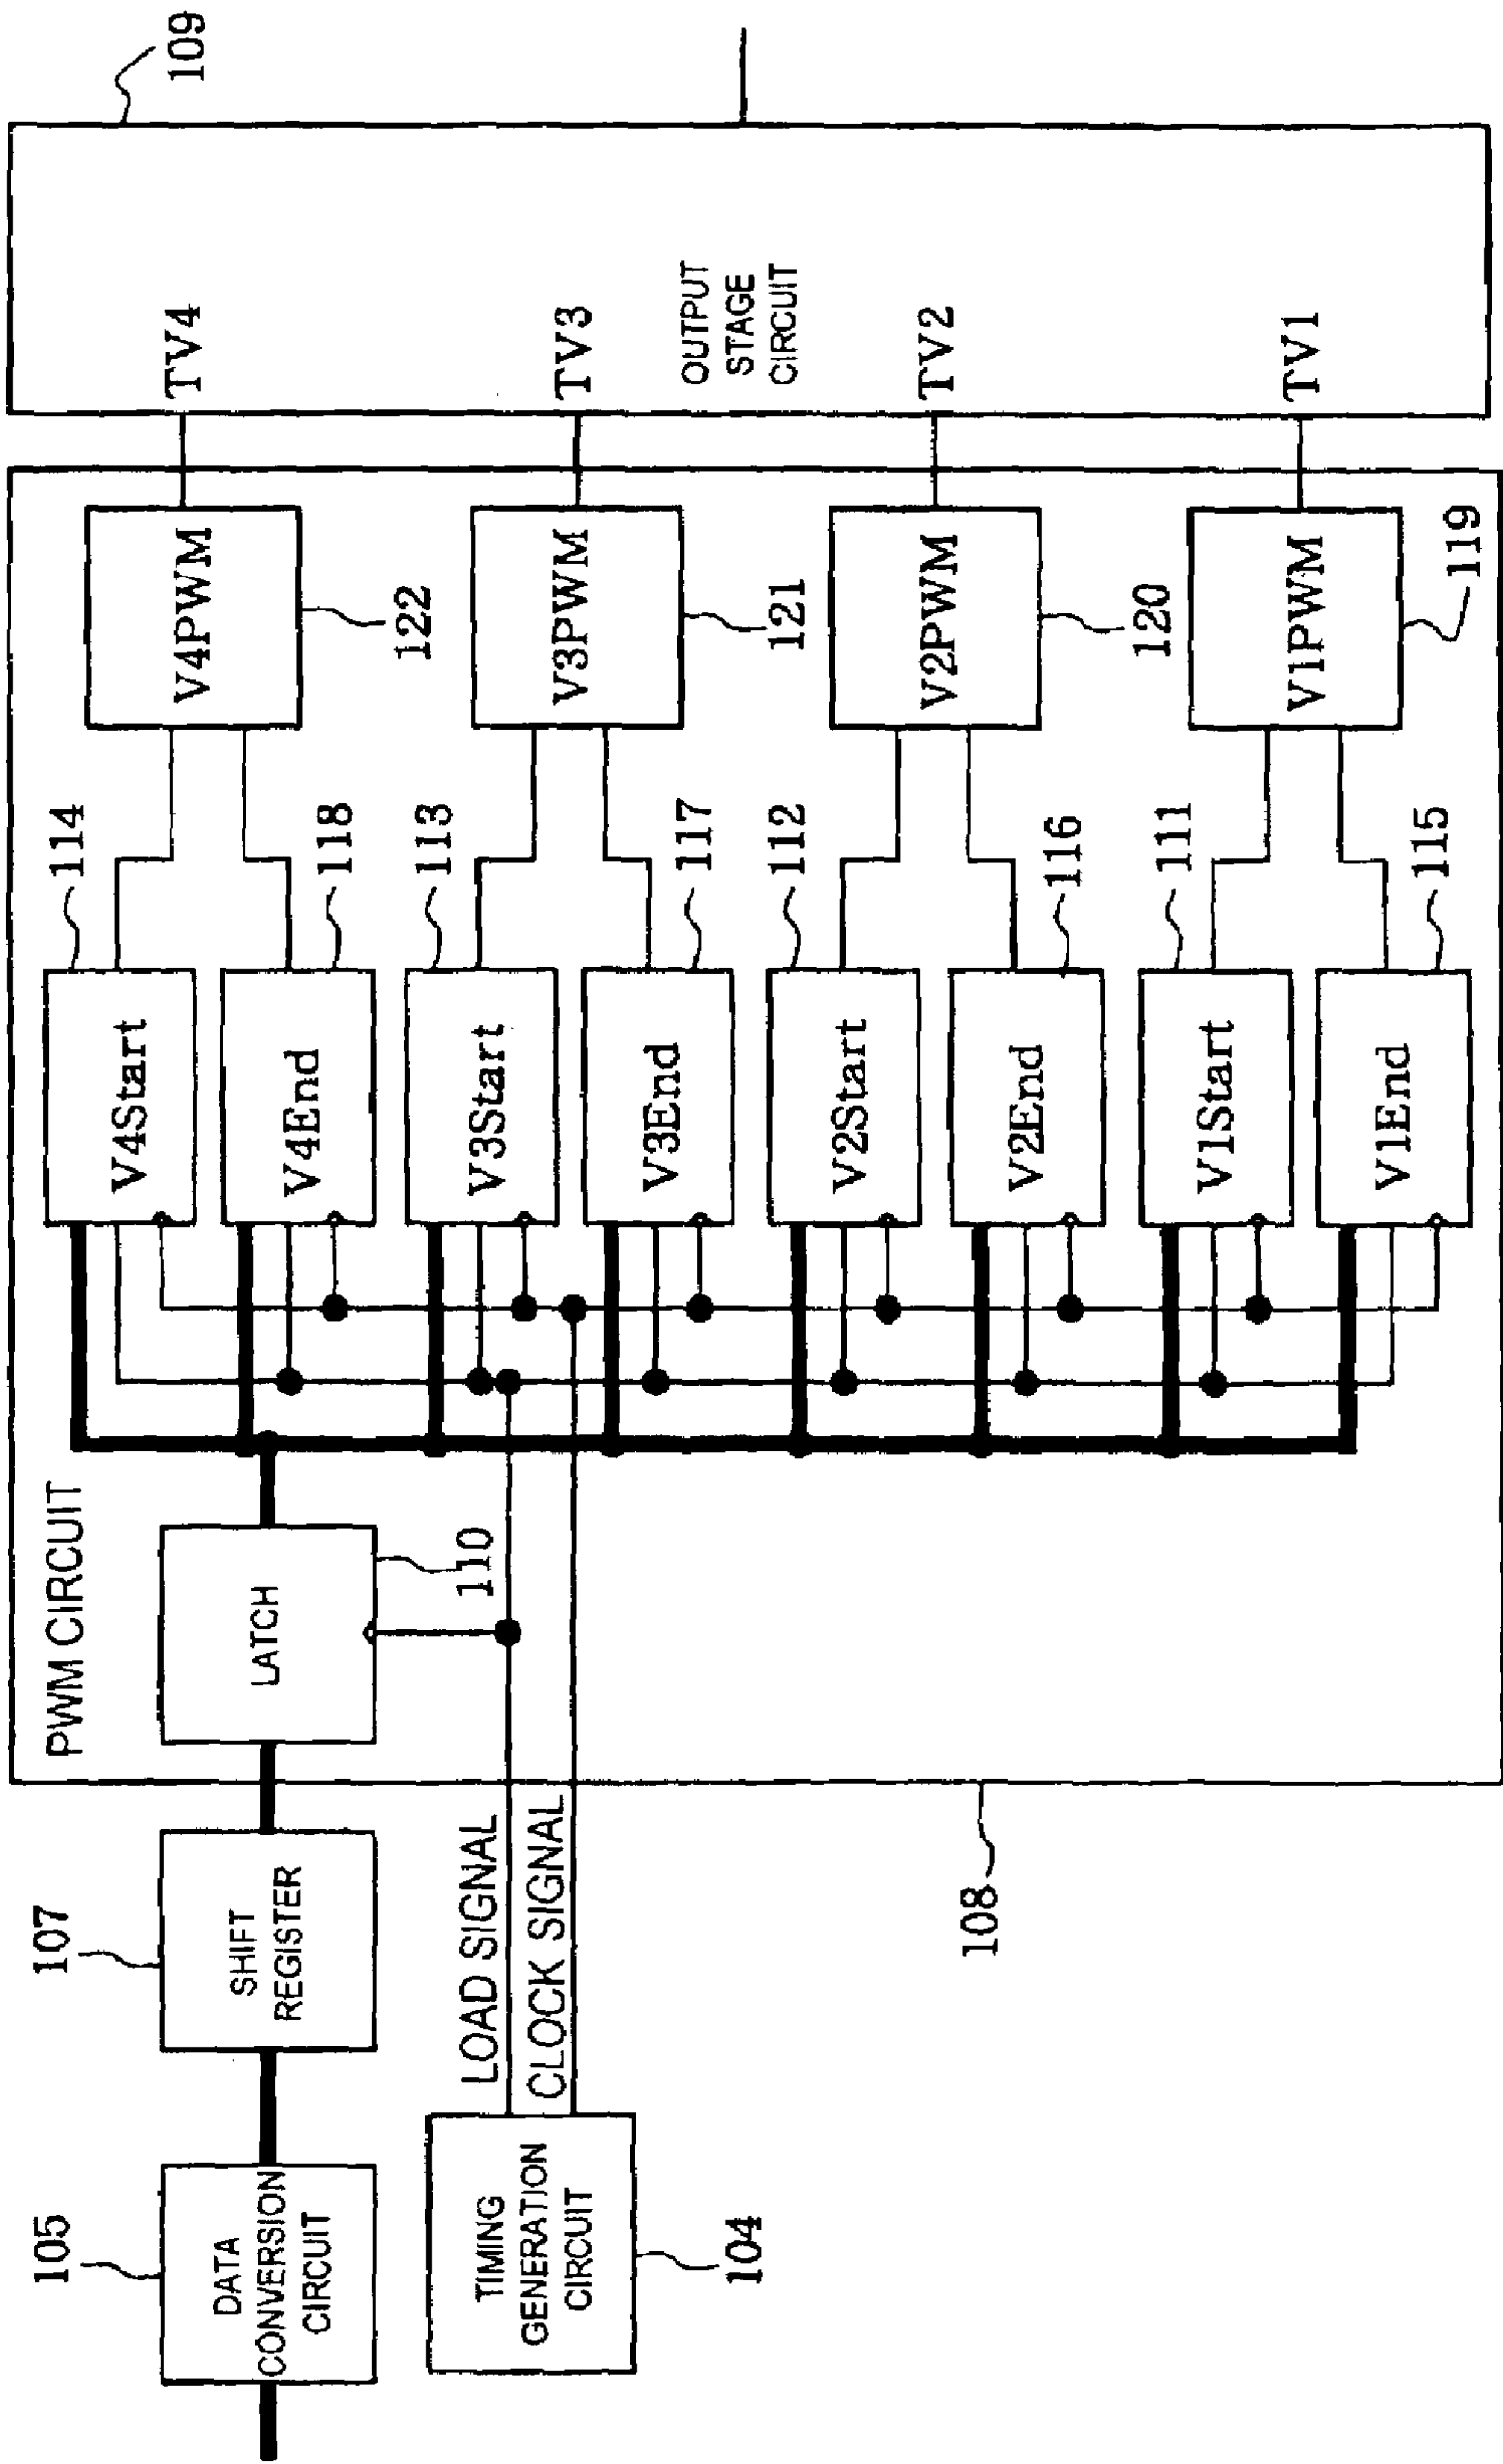 105
DATA
CONVERSION
CIRCUIT
107
SHIFT
REGISTER
TIMING
GENERATION
CIRCUIT
104
LOAD SIGNAL
CLOCK SIGNAL
108
PWM CIRCUIT
LATCH
110
V4Start
114
V4End
118
V3Start
113
V3End
117
V2Start
112
V2End
116
V1Start
111
V1End
115
V4PWM
122
V3PWM
121
V2PWM
120
V1PWM
119
TV4
TV3
TV2
TV1
OUTPUT
STAGE
CIRCUIT
109